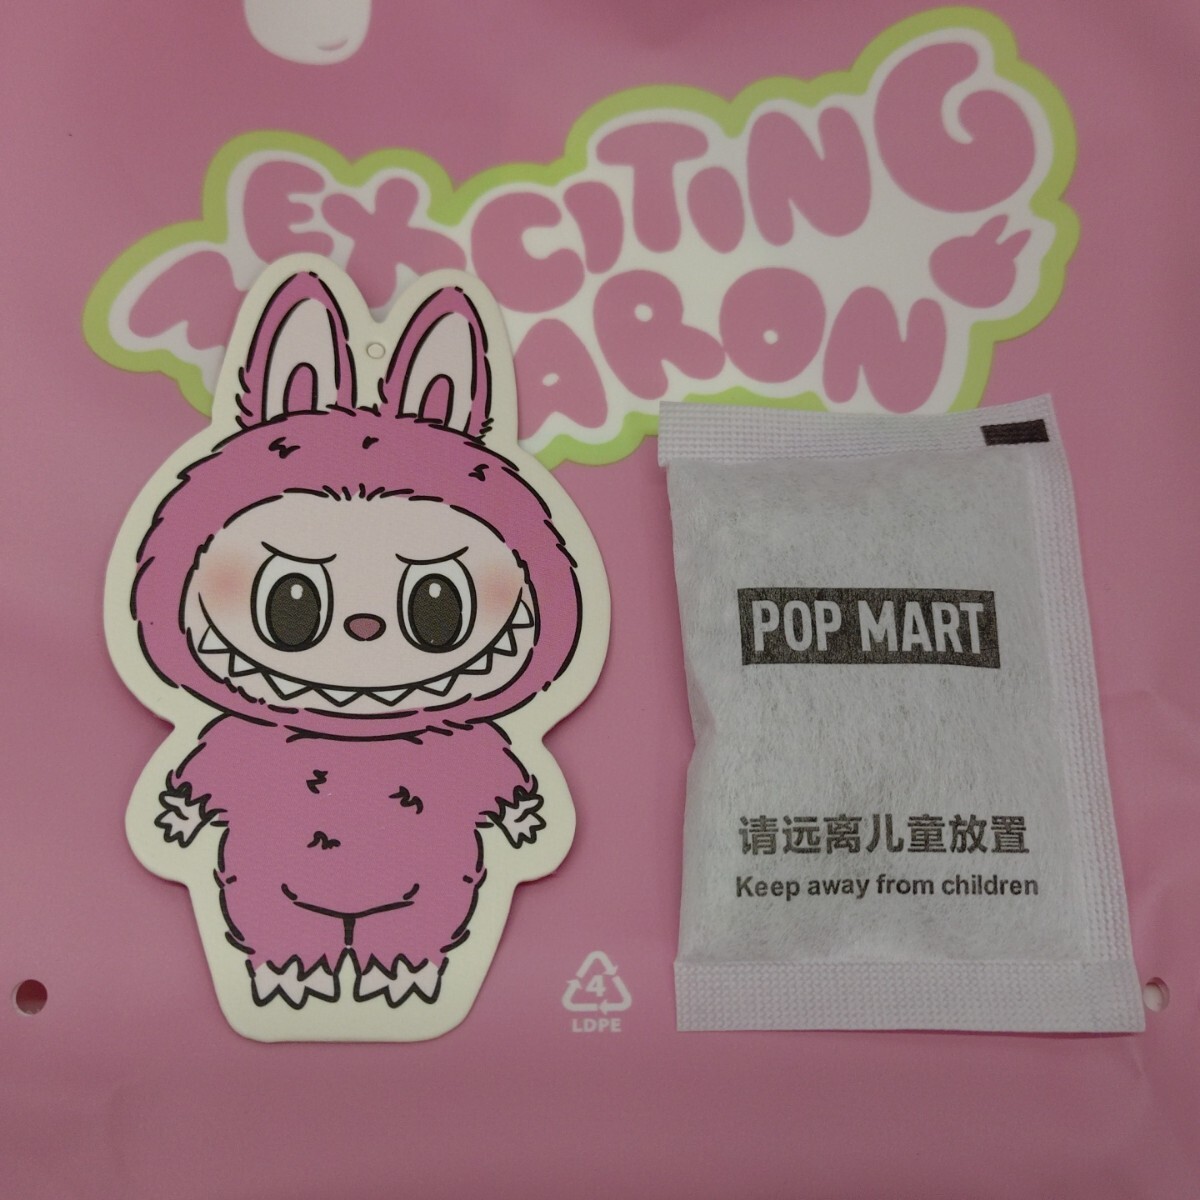 EXCITING
M ARON
POP MART
请远离儿童放置
Keep away from children
4
LDPE